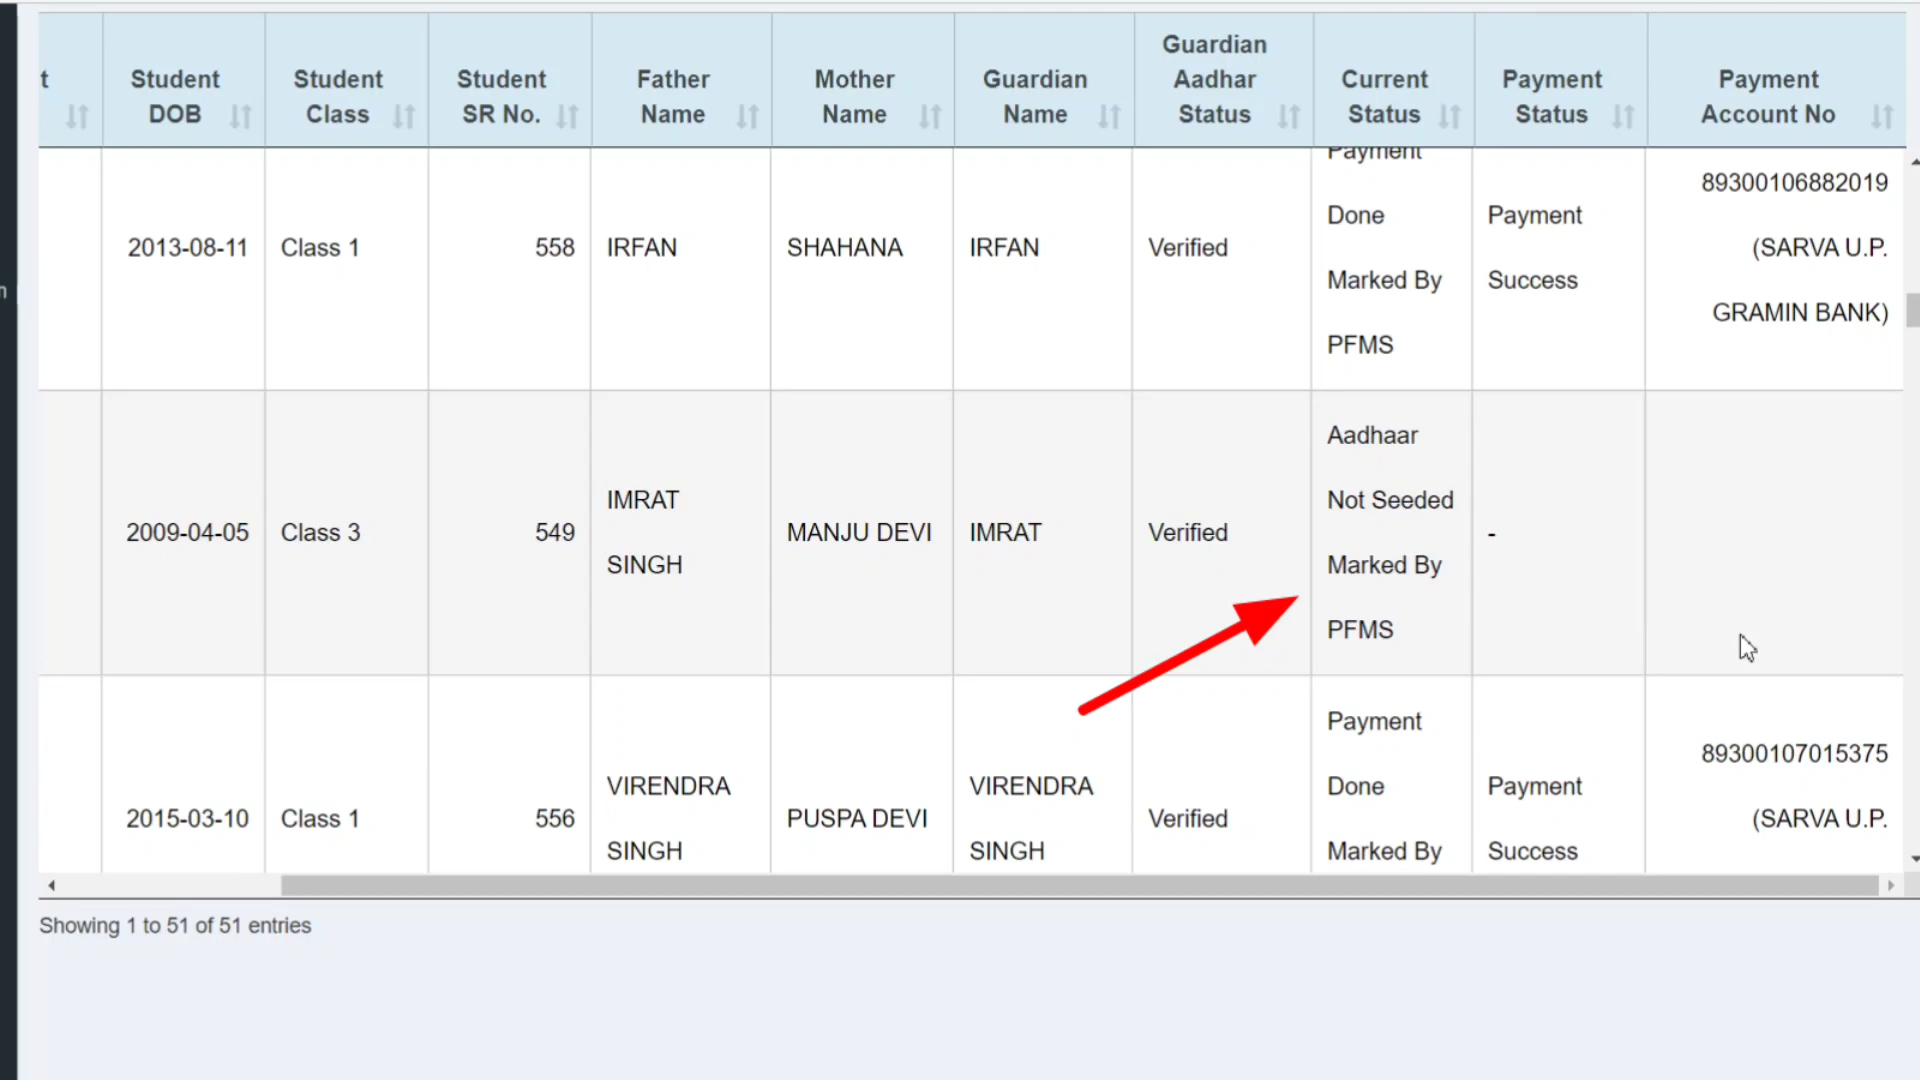 t
Student DOB
Student Class
Student SR No.
Father Name
Mother Name
Guardian Name
Guardian Aadhar Status
Current Status
Payment Status
Payment Account No
2013-08-11
Class 1
558
IRFAN
SHAHANA
IRFAN
Verified
Payment
Done
Marked By
PFMS
Payment
Success
89300106882019
(SARVA U.P.
GRAMIN BANK)
2009-04-05
Class 3
549
IMRAT
SINGH
MANJU DEVI
IMRAT
Verified
Aadhaar
Not Seeded
Marked By
PFMS
-
2015-03-10
Class 1
556
VIRENDRA
SINGH
PUSPA DEVI
VIRENDRA
SINGH
Verified
Payment
Done
Marked By
Payment
Success
89300107015375
(SARVA U.P.
Showing 1 to 51 of 51 entries